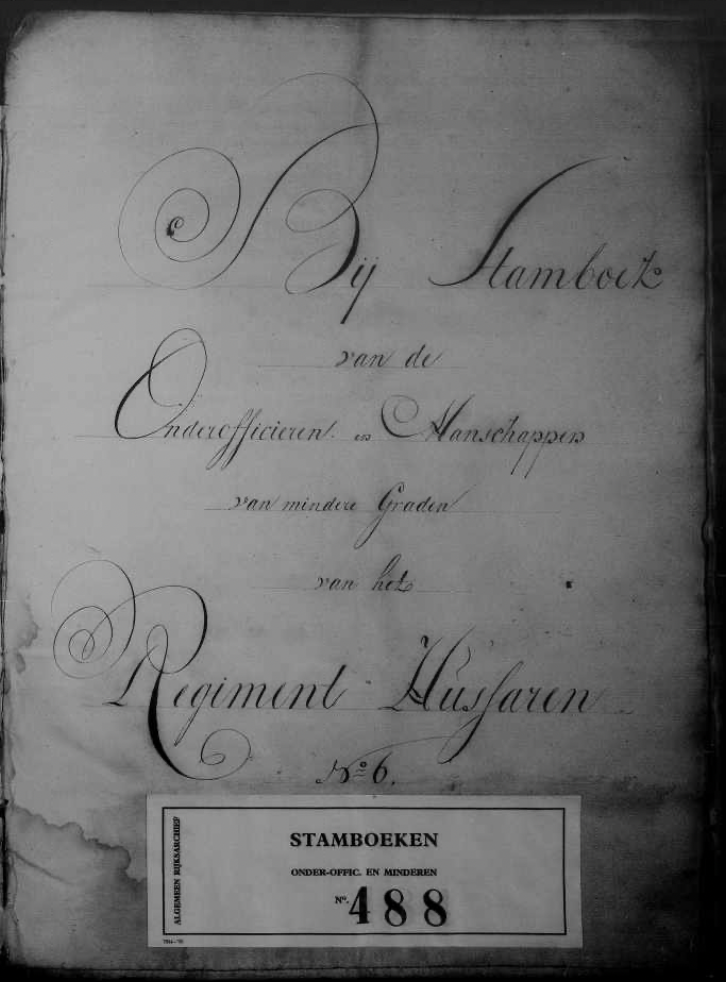 Bij Stamboek
van de
Onderofficieren en Manschappen
van mindere Graden
van het
Regiment Hussaren
No 6.
ALGEMEEN RIJKSARCHIEF
STAMBOEKEN
ONDER-OFFIC. EN MINDEREN
No. 488